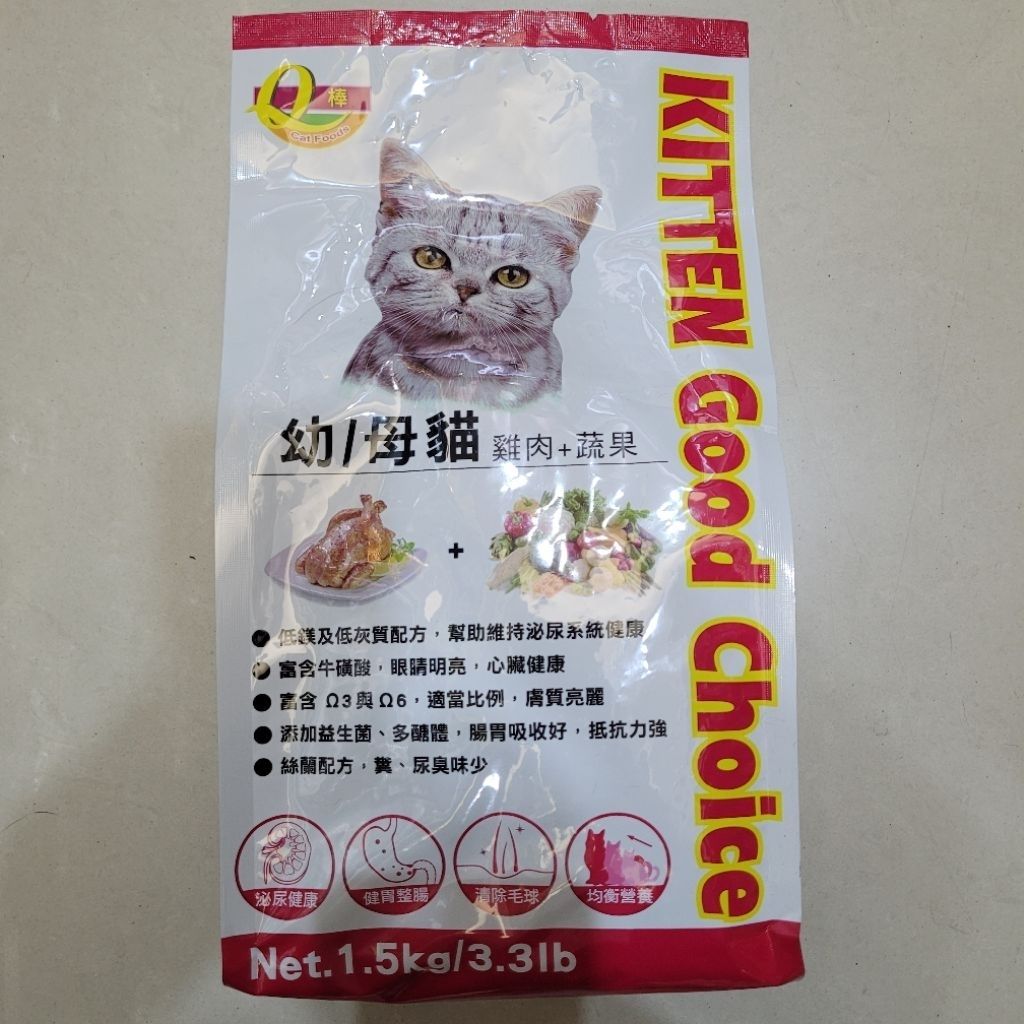 Q棒
Cat Foods
KITTEN Good Choice
幼/母貓 雞肉+蔬果
+
● 低鎂及低灰質配方，幫助維持泌尿系統健康
● 富含牛磺酸，眼睛明亮，心臟健康
● 富含 Ω3與Ω6，適當比例，膚質亮麗
● 添加益生菌、多醣體，腸胃吸收好，抵抗力強
● 絲蘭配方，糞、尿臭味少
泌尿健康
健胃整腸
清除毛球
均衡營養
Net.1.5kg/3.3lb